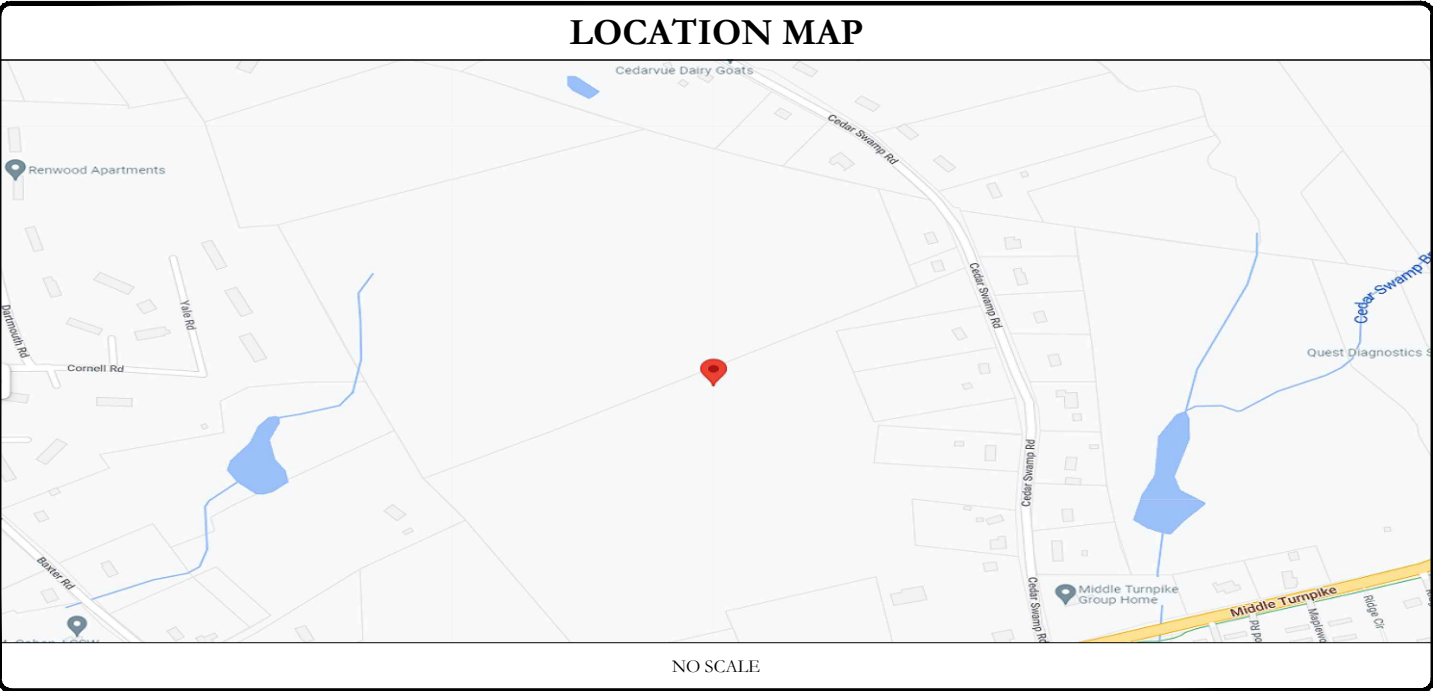 LOCATION MAP
Cedarvue Dairy Goats
Cedar Swamp Rd
Renwood Apartments
Cedar Swamp Rd
Cedar Swamp
Yale Rd
Dartmouth Rd
Quest Diagnostics
Cornell Rd
Cedar Swamp Rd
Baxter Rd
Cedar Swamp Rd
Middle Turnpike
Group Home
Middle Turnpike
Ridge Cir
NO SCALE